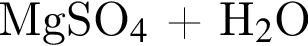 MgSO₄ + H₂O